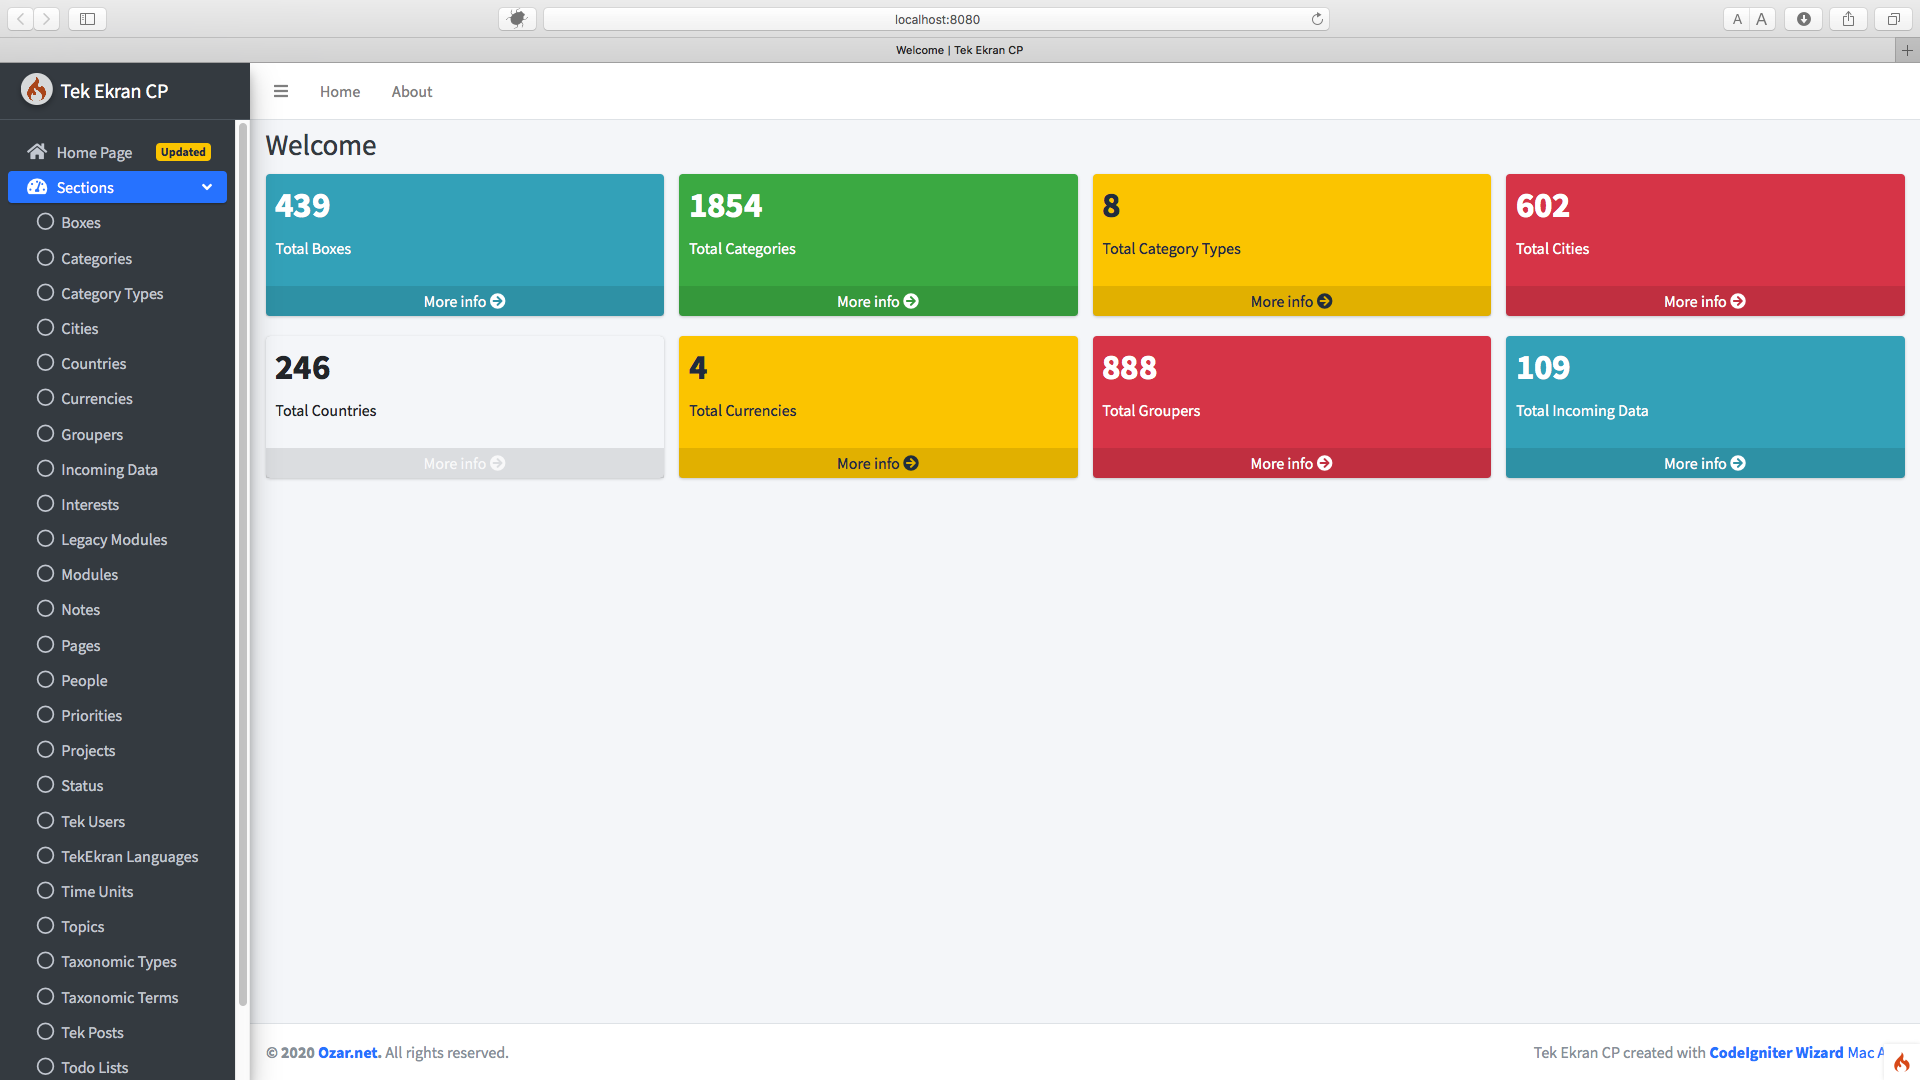 localhost:8080
A A
Welcome | Tek Ekran CP
Tek Ekran CP
Home About
Home Page Updated
Sections
Boxes
Categories
Category Types
Cities
Countries
Currencies
Groupers
Incoming Data
Interests
Legacy Modules
Modules
Notes
Pages
People
Priorities
Projects
Status
Tek Users
TekEkran Languages
Time Units
Topics
Taxonomic Types
Taxonomic Terms
Tek Posts
Todo Lists
Welcome
439
Total Boxes
More info
1854
Total Categories
More info
8
Total Category Types
More info
602
Total Cities
More info
246
Total Countries
More info
4
Total Currencies
More info
888
Total Groupers
More info
109
Total Incoming Data
More info
© 2020 Ozar.net. All rights reserved.
Tek Ekran CP created with CodeIgniter Wizard Mac A